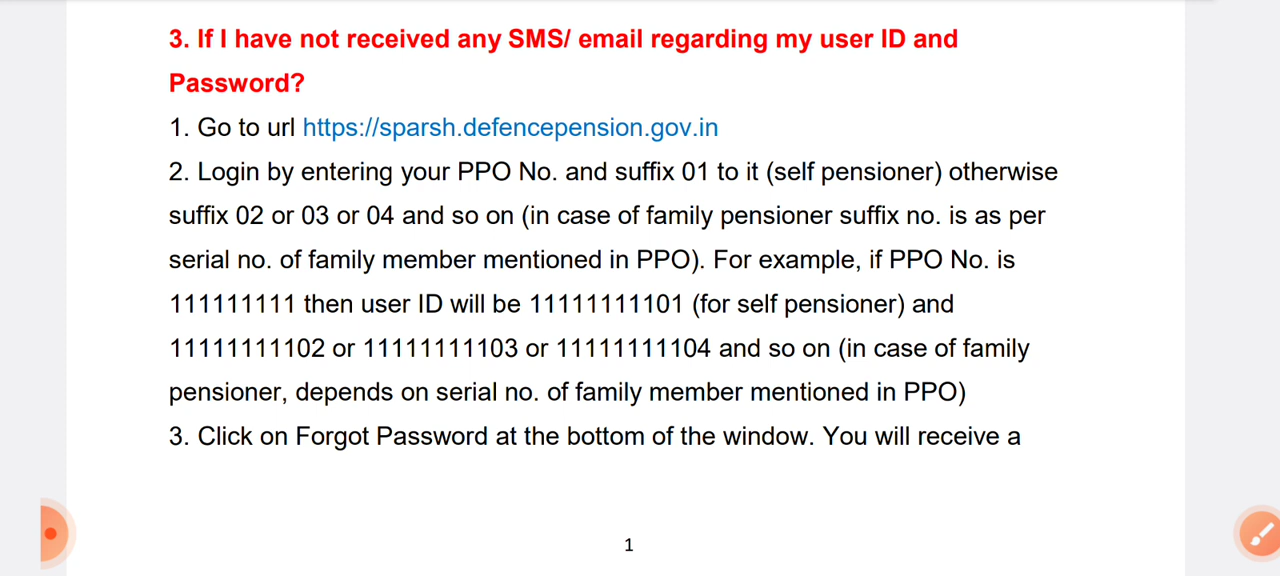 3. If I have not received any SMS/ email regarding my user ID and
Password?
1. Go to url https://sparsh.defencepension.gov.in
2. Login by entering your PPO No. and suffix 01 to it (self pensioner) otherwise
suffix 02 or 03 or 04 and so on (in case of family pensioner suffix no. is as per
serial no. of family member mentioned in PPO). For example, if PPO No. is
111111111 then user ID will be 11111111101 (for self pensioner) and
11111111102 or 11111111103 or 11111111104 and so on (in case of family
pensioner, depends on serial no. of family member mentioned in PPO)
3. Click on Forgot Password at the bottom of the window. You will receive a
1